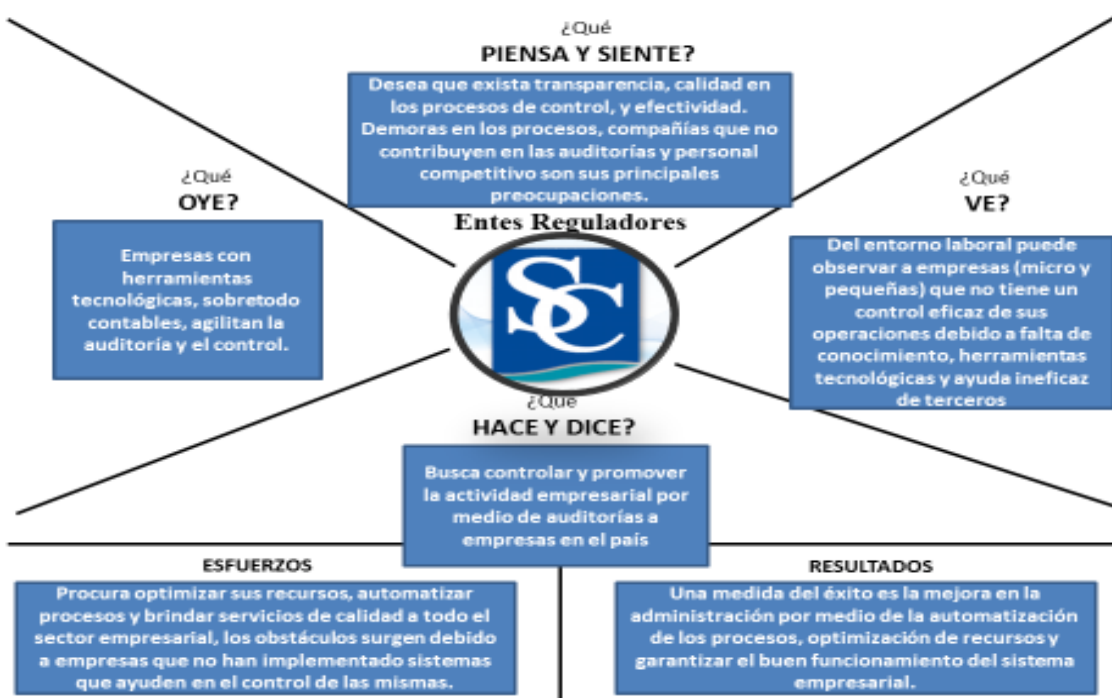 ¿Qué
PIENSA Y SIENTE?
Desea que exista transparencia, calidad en
los procesos de control, y efectividad.
Demoras en los procesos, compañías que no
contribuyen en las auditorías y personal
competitivo son sus principales
preocupaciones.
¿Qué
OYE?
Empresas con
herramientas
tecnológicas, sobretodo
contables, agilitan la
auditoría y el control.
Entes Reguladores
SC
¿Qué
VE?
Del entorno laboral puede
observar a empresas (micro y
pequeñas) que no tiene un
control eficaz de sus
operaciones debido a falta de
conocimiento, herramientas
tecnológicas y ayuda ineficaz
de terceros
¿Qué
HACE Y DICE?
Busca controlar y promover
la actividad empresarial por
medio de auditorías a
empresas en el país
ESFUERZOS
Procura optimizar sus recursos, automatizar
procesos y brindar servicios de calidad a todo el
sector empresarial, los obstáculos surgen debido
a empresas que no han implementado sistemas
que ayuden en el control de las mismas.
RESULTADOS
Una medida del éxito es la mejora en la
administración por medio de la automatización
de los procesos, optimización de recursos y
garantizar el buen funcionamiento del sistema
empresarial.